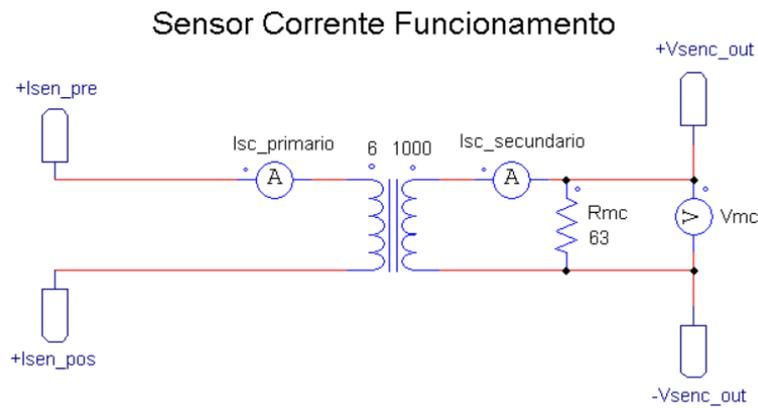 Sensor Corrente Funcionamento
+Vsenc_out
+Isen_pre
Isc_primario
6 1000
Isc_secundario
A
A
Rmc
63
V
Vmc
+Isen_pos
-Vsenc_out